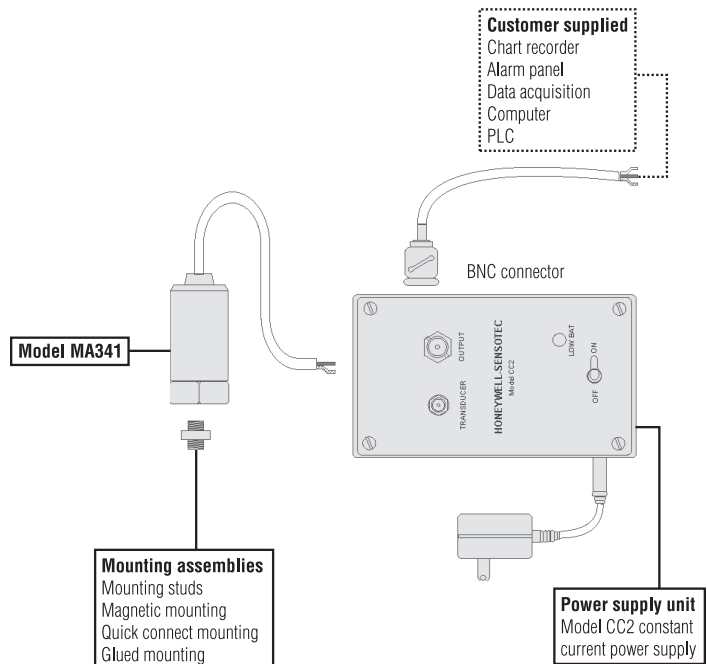 Customer supplied
Chart recorder
Alarm panel
Data acquisition
Computer
PLC
BNC connector
Model MA341
OUTPUT
TRANSDUCER
HONEYWELL-SENSOTEC
Model CC2
LOW BAT
ON
OFF
Mounting assemblies
Mounting studs
Magnetic mounting
Quick connect mounting
Glued mounting
Power supply unit
Model CC2 constant
current power supply